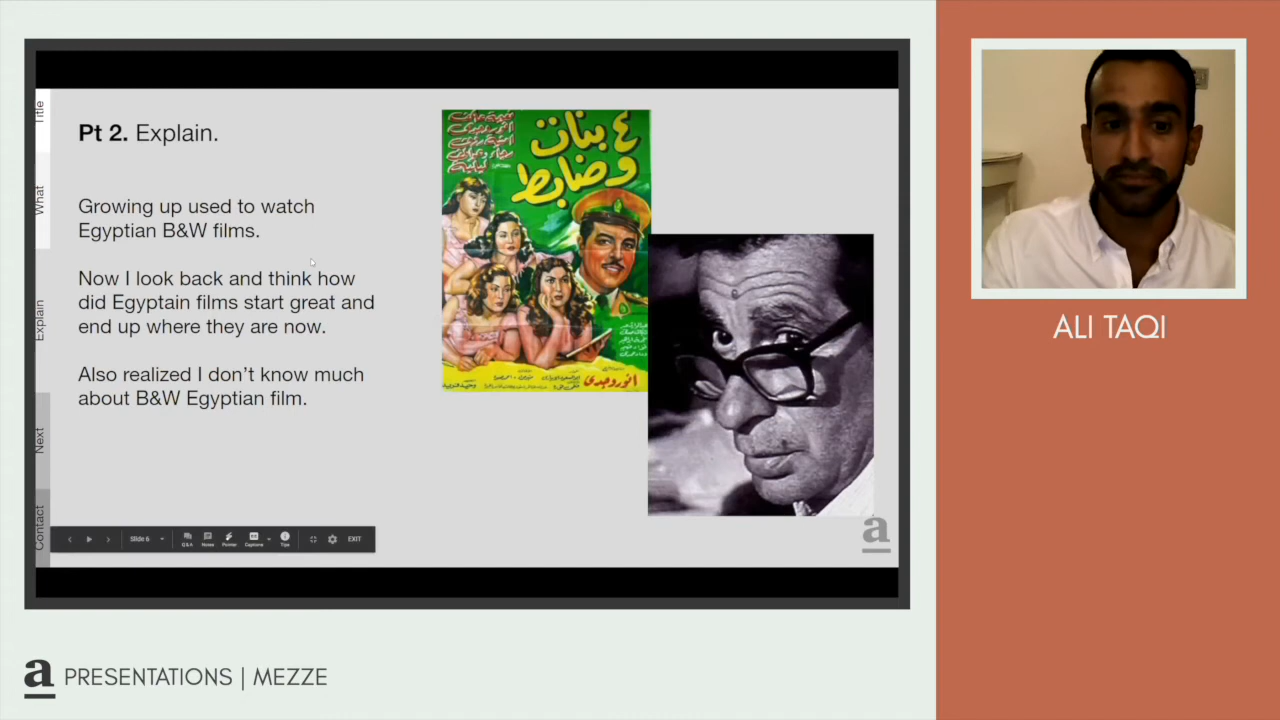 Title
What
Explain
Next
Contact
Pt 2. Explain.
Growing up used to watch
Egyptian B&W films.
Now I look back and think how
did Egyptain films start great and
end up where they are now.
Also realized I don’t know much
about B&W Egyptian film.
٤ بنات
وضابط
انور وجدى
a
Slide 6
Q&A
Notes
Pointer
Captions
Tips
EXIT
ALI TAQI
a PRESENTATIONS | MEZZE